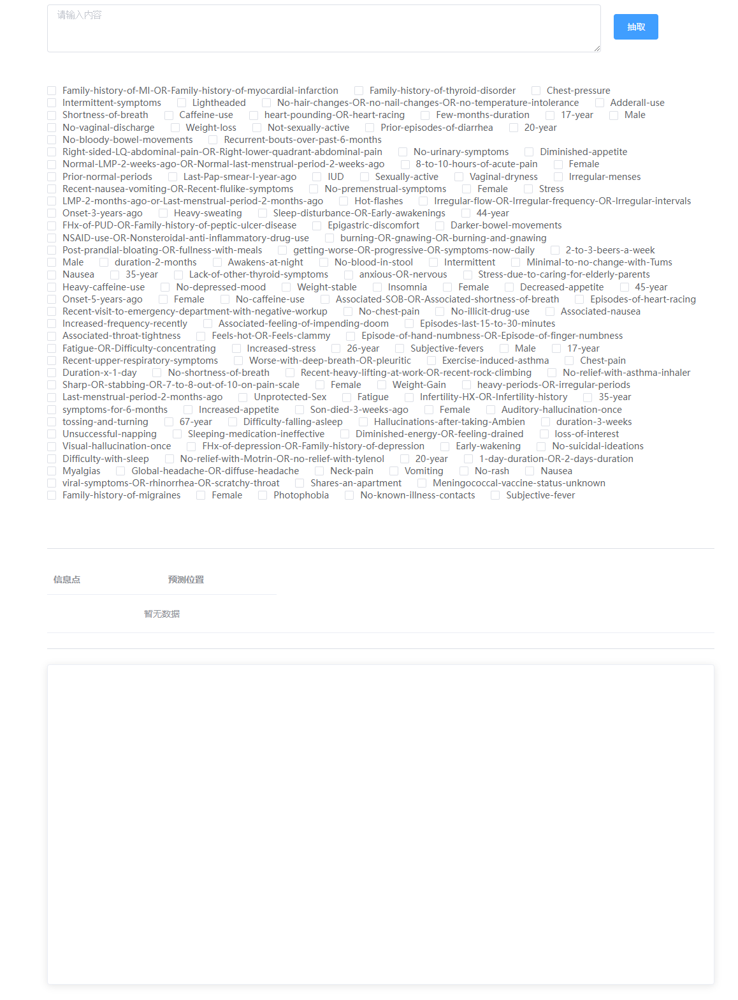 请输入内容
抽取
Family-history-of-MI-OR-Family-history-of-myocardial-infarction Family-history-of-thyroid-disorder Chest-pressure
Intermittent-symptoms Lightheaded No-hair-changes-OR-no-nail-changes-OR-no-temperature-intolerance Adderall-use
Shortness-of-breath Caffeine-use heart-pounding-OR-heart-racing Few-months-duration 17-year Male
No-vaginal-discharge Weight-loss Not-sexually-active Prior-episodes-of-diarrhea 20-year
No-bloody-bowel-movements Recurrent-bouts-over-past-6-months
Right-sided-LQ-abdominal-pain-OR-Right-lower-quadrant-abdominal-pain No-urinary-symptoms Diminished-appetite
Normal-LMP-2-weeks-ago-OR-Normal-last-menstrual-period-2-weeks-ago 8-to-10-hours-of-acute-pain Female
Prior-normal-periods Last-Pap-smear-I-year-ago IUD Sexually-active Vaginal-dryness Irregular-menses
Recent-nausea-vomiting-OR-Recent-flulike-symptoms No-premenstrual-symptoms Female Stress
LMP-2-months-ago-or-Last-menstrual-period-2-months-ago Hot-flashes Irregular-flow-OR-Irregular-frequency-OR-Irregular-intervals
Onset-3-years-ago Heavy-sweating Sleep-disturbance-OR-Early-awakenings 44-year
FHx-of-PUD-OR-Family-history-of-peptic-ulcer-disease Epigastric-discomfort Darker-bowel-movements
NSAID-use-OR-Nonsteroidal-anti-inflammatory-drug-use burning-OR-gnawing-OR-burning-and-gnawing
Post-prandial-bloating-OR-fullness-with-meals getting-worse-OR-progressive-OR-symptoms-now-daily 2-to-3-beers-a-week
Male duration-2-months Awakens-at-night No-blood-in-stool Intermittent Minimal-to-no-change-with-Tums
Nausea 35-year Lack-of-other-thyroid-symptoms anxious-OR-nervous Stress-due-to-caring-for-elderly-parents
Heavy-caffeine-use No-depressed-mood Weight-stable Insomnia Female Decreased-appetite 45-year
Onset-5-years-ago Female No-caffeine-use Associated-SOB-OR-Associated-shortness-of-breath Episodes-of-heart-racing
Recent-visit-to-emergency-department-with-negative-workup No-chest-pain No-illicit-drug-use Associated-nausea
Increased-frequency-recently Associated-feeling-of-impending-doom Episodes-last-15-to-30-minutes
Associated-throat-tightness Feels-hot-OR-Feels-clammy Episode-of-hand-numbness-OR-Episode-of-finger-numbness
Fatigue-OR-Difficulty-concentrating Increased-stress 26-year Subjective-fevers Male 17-year
Recent-upper-respiratory-symptoms Worse-with-deep-breath-OR-pleuritic Exercise-induced-asthma Chest-pain
Duration-x-1-day No-shortness-of-breath Recent-heavy-lifting-at-work-OR-recent-rock-climbing No-relief-with-asthma-inhaler
Sharp-OR-stabbing-OR-7-to-8-out-of-10-on-pain-scale Female Weight-Gain heavy-periods-OR-irregular-periods
Last-menstrual-period-2-months-ago Unprotected-Sex Fatigue Infertility-HX-OR-Infertility-history 35-year
symptoms-for-6-months Increased-appetite Son-died-3-weeks-ago Female Auditory-hallucination-once
tossing-and-turning 67-year Difficulty-falling-asleep Hallucinations-after-taking-Ambien duration-3-weeks
Unsuccessful-napping Sleeping-medication-ineffective Diminished-energy-OR-feeling-drained loss-of-interest
Visual-hallucination-once FHx-of-depression-OR-Family-history-of-depression Early-wakening No-suicidal-ideations
Difficulty-with-sleep No-relief-with-Motrin-OR-no-relief-with-tylenol 20-year 1-day-duration-OR-2-days-duration
Myalgias Global-headache-OR-diffuse-headache Neck-pain Vomiting No-rash Nausea
viral-symptoms-OR-rhinorrhea-OR-scratchy-throat Shares-an-apartment Meningococcal-vaccine-status-unknown
Family-history-of-migraines Female Photophobia No-known-illness-contacts Subjective-fever
信息点 预测位置
暂无数据